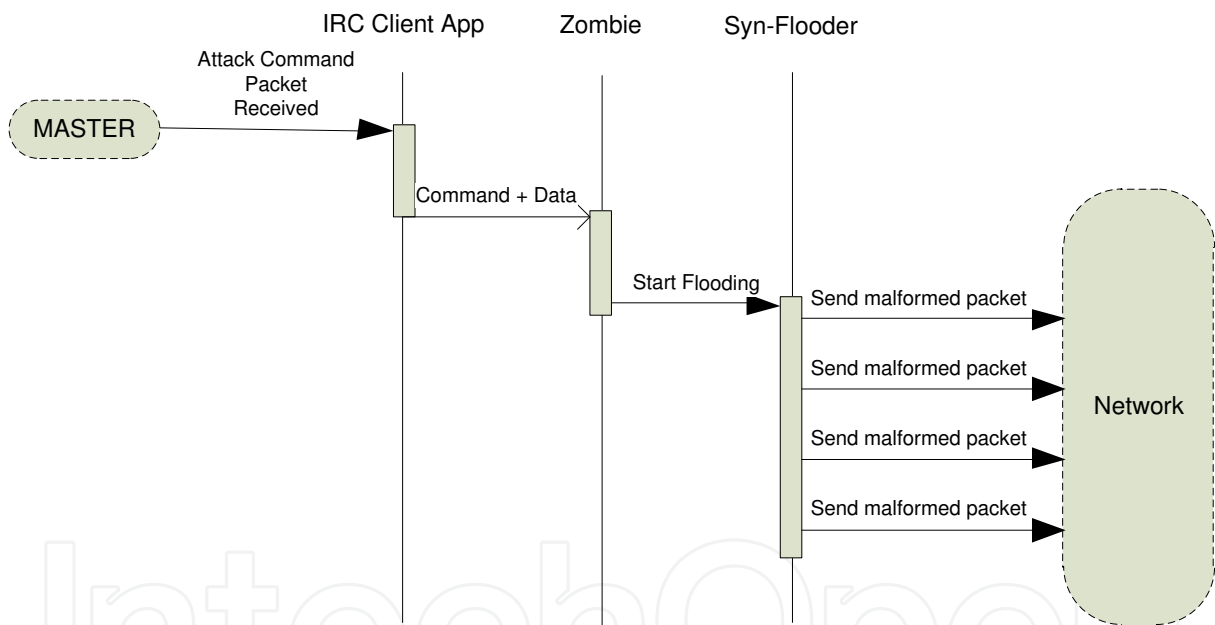 IRC Client App
Zombie
Syn-Flooder
Attack Command
Packet
Received
MASTER
Command + Data
Start Flooding
Send malformed packet
Send malformed packet
Send malformed packet
Send malformed packet
Network
IntechOpen